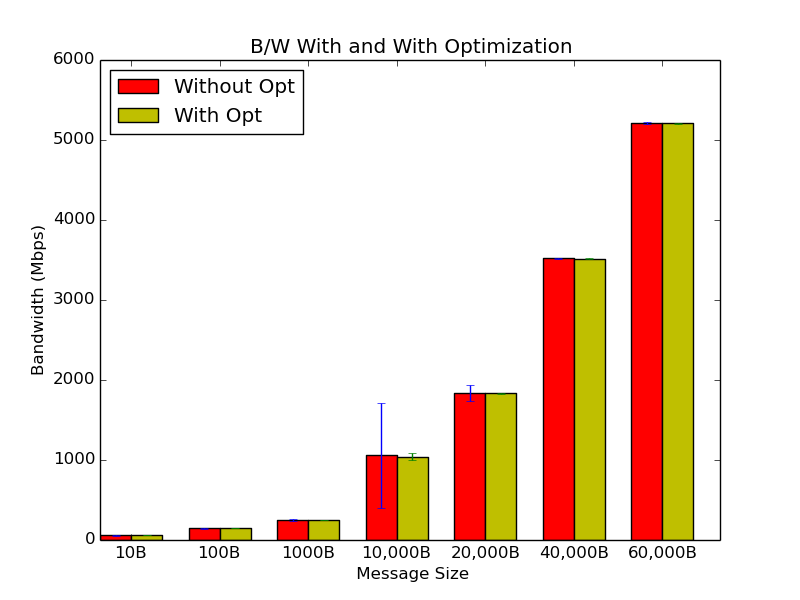 B/W With and With Optimization
Without Opt
With Opt
6000
5000
4000
3000
2000
1000
0
Bandwidth (Mbps)
10B
100B
1000B
10,000B
20,000B
40,000B
60,000B
Message Size